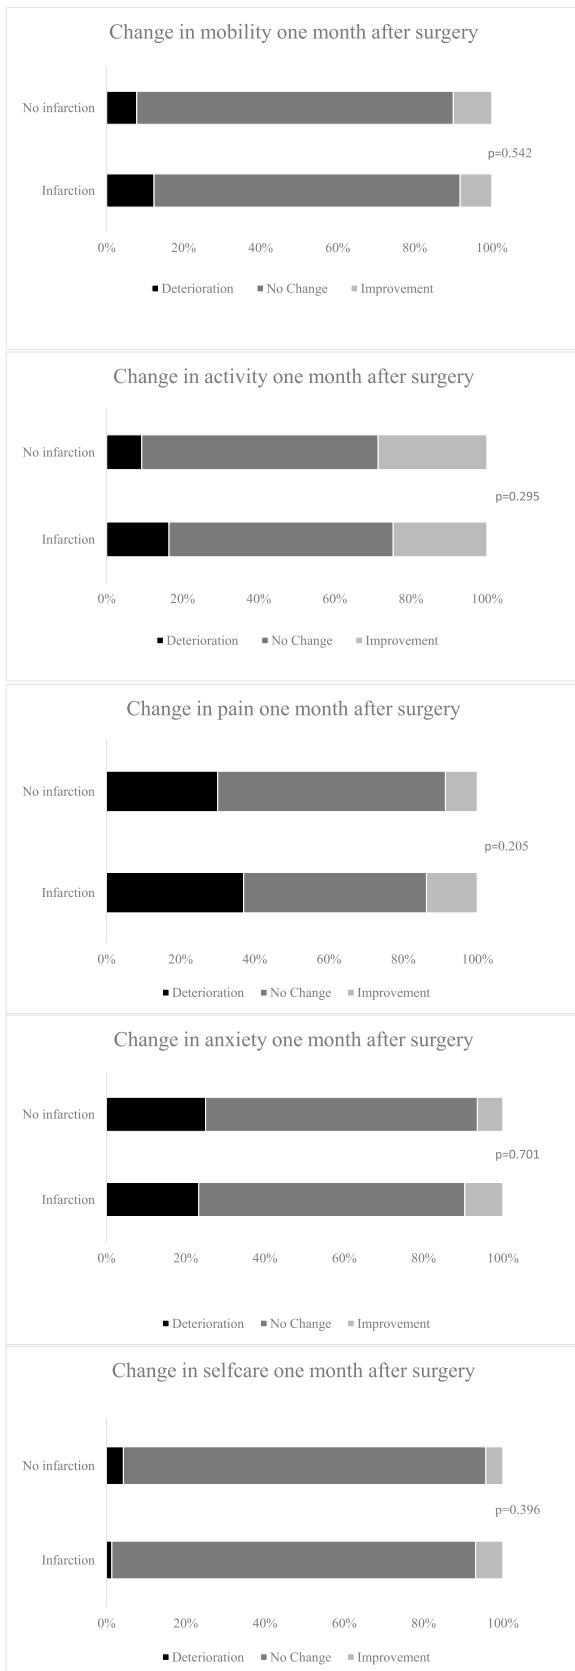 Change in mobility one month after surgery
No infarction
p=0.542
Infarction
0% 20% 40% 60% 80% 100%
Deterioration No Change Improvement
Change in activity one month after surgery
No infarction
p=0.295
Infarction
0% 20% 40% 60% 80% 100%
Deterioration No Change Improvement
Change in pain one month after surgery
No infarction
p=0.205
Infarction
0% 20% 40% 60% 80% 100%
Deterioration No Change Improvement
Change in anxiety one month after surgery
No infarction
p=0.701
Infarction
0% 20% 40% 60% 80% 100%
Deterioration No Change Improvement
Change in selfcare one month after surgery
No infarction
p=0.396
Infarction
0% 20% 40% 60% 80% 100%
Deterioration No Change Improvement